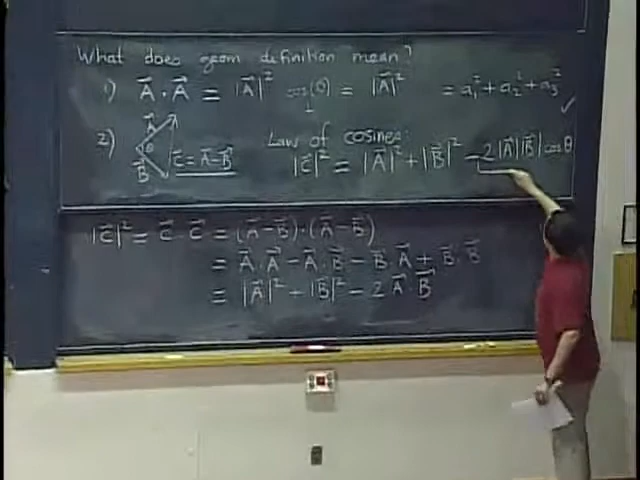 What does geom definition mean?
1) A⃗·A⃗ = |A⃗|² cos(0) = |A⃗|² = a₁² + a₂² + a₃² ✓
1
2) A⃗ θ B⃗ C⃗ = A⃗-B⃗
Law of cosines:
|C⃗|² = |A⃗|² + |B⃗|² - 2|A⃗||B⃗| cos θ
|C⃗|² = C⃗·C⃗ = (A⃗-B⃗)·(A⃗-B⃗)
= A⃗·A⃗ - A⃗·B⃗ - B⃗·A⃗ + B⃗·B⃗
= |A⃗|² + |B⃗|² - 2 A⃗·B⃗